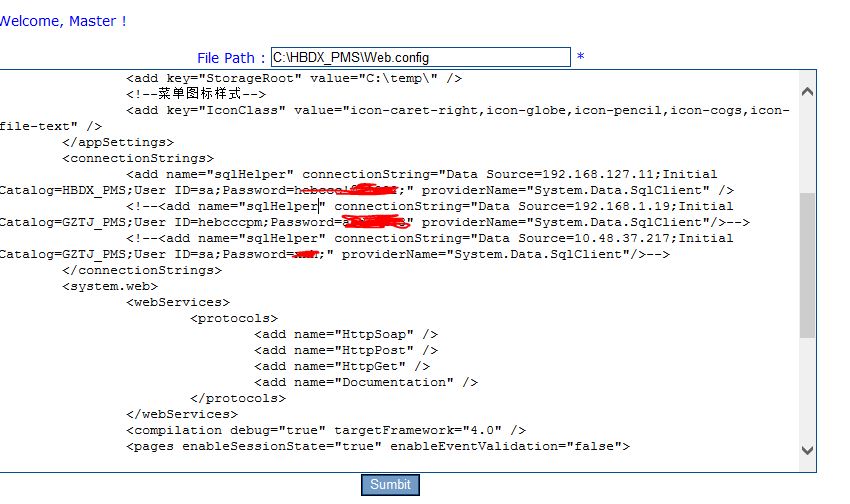 Welcome, Master !
File Path : C:\HBDX_PMS\Web.config *
<add key="StorageRoot" value="C:\temp\" />
<!--菜单图标样式-->
<add key="IconClass" value="icon-caret-right,icon-globe,icon-pencil,icon-cogs,icon-
file-text" />
</appSettings>
<connectionStrings>
<add name="sqlHelper" connectionString="Data Source=192.168.127.11;Initial
Catalog=HBDX_PMS;User ID=sa;Password= ;" providerName="System.Data.SqlClient" />
<!--<add name="sqlHelper" connectionString="Data Source=192.168.1.19;Initial
Catalog=GZTJ_PMS;User ID=hebcccpm;Password= " providerName="System.Data.SqlClient"/>-->
<!--<add name="sqlHelper" connectionString="Data Source=10.48.37.217;Initial
Catalog=GZTJ_PMS;User ID=sa;Password= ;" providerName="System.Data.SqlClient"/>-->
</connectionStrings>
<system.web>
<webServices>
<protocols>
<add name="HttpSoap" />
<add name="HttpPost" />
<add name="HttpGet" />
<add name="Documentation" />
</protocols>
</webServices>
<compilation debug="true" targetFramework="4.0" />
<pages enableSessionState="true" enableEventValidation="false">
Sumbit